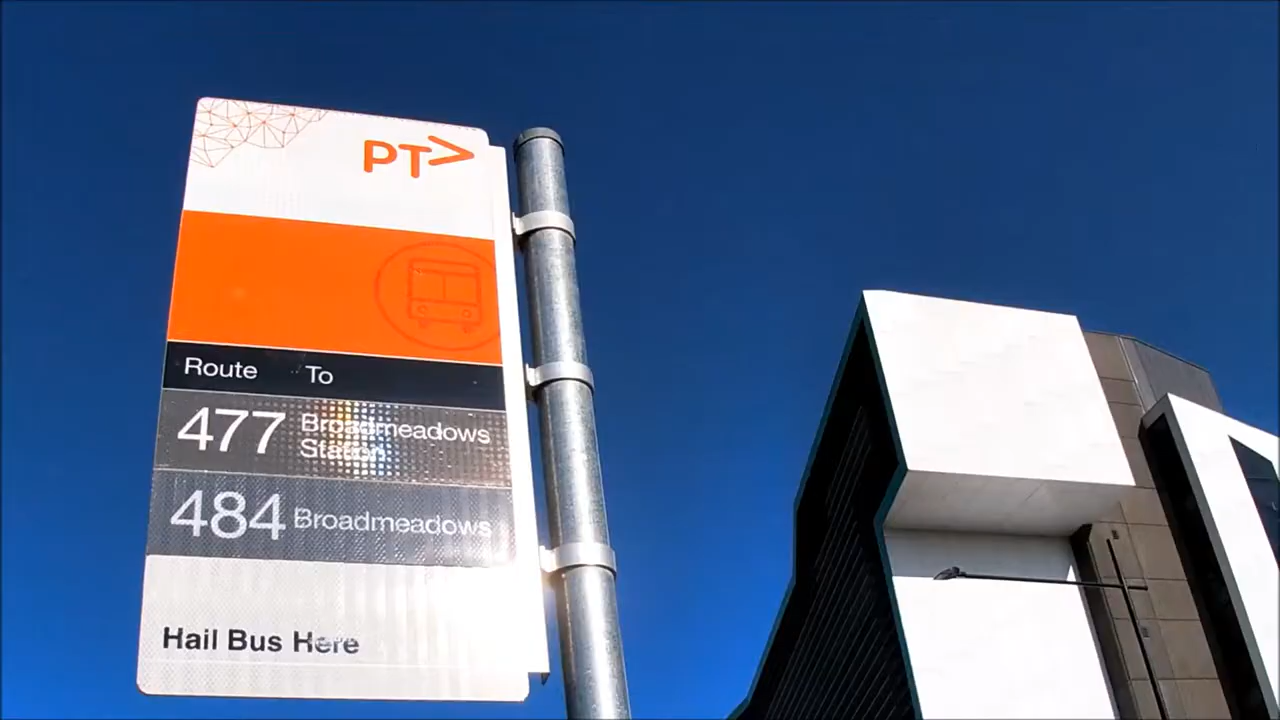 PT>
Route To
477 Broadmeadows
Station
484 Broadmeadows
Hail Bus Here